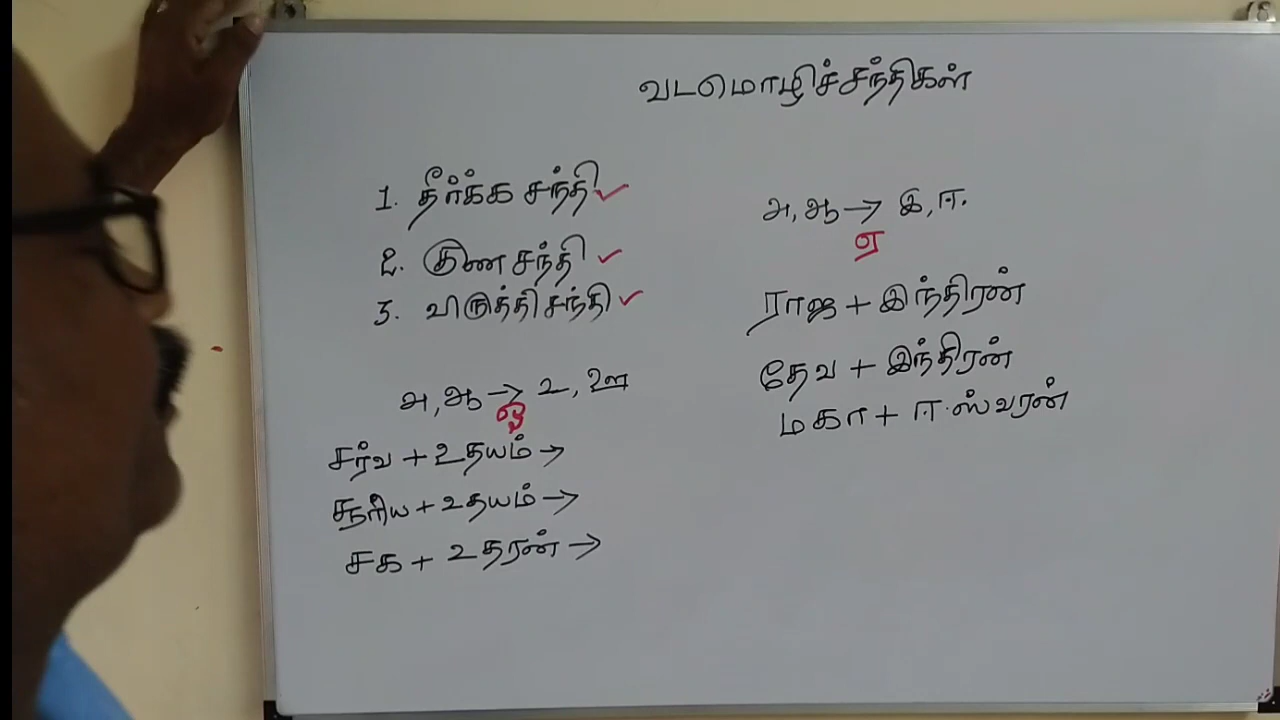 வடமொழிச்சந்திகள்
1. தீர்க்க சந்தி ✓
2. குண சந்தி ✓
3. விருத்தி சந்தி ✓
அ, ஆ → உ, ஊ
ஓ
சர்வ + உதயம் →
சூரிய + உதயம் →
சக + உதரன் →
அ, ஆ → இ, ஈ.
ஏ
ராஜ + இந்திரன்
தேவ + இந்திரன்
மகா + ஈஸ்வரன்